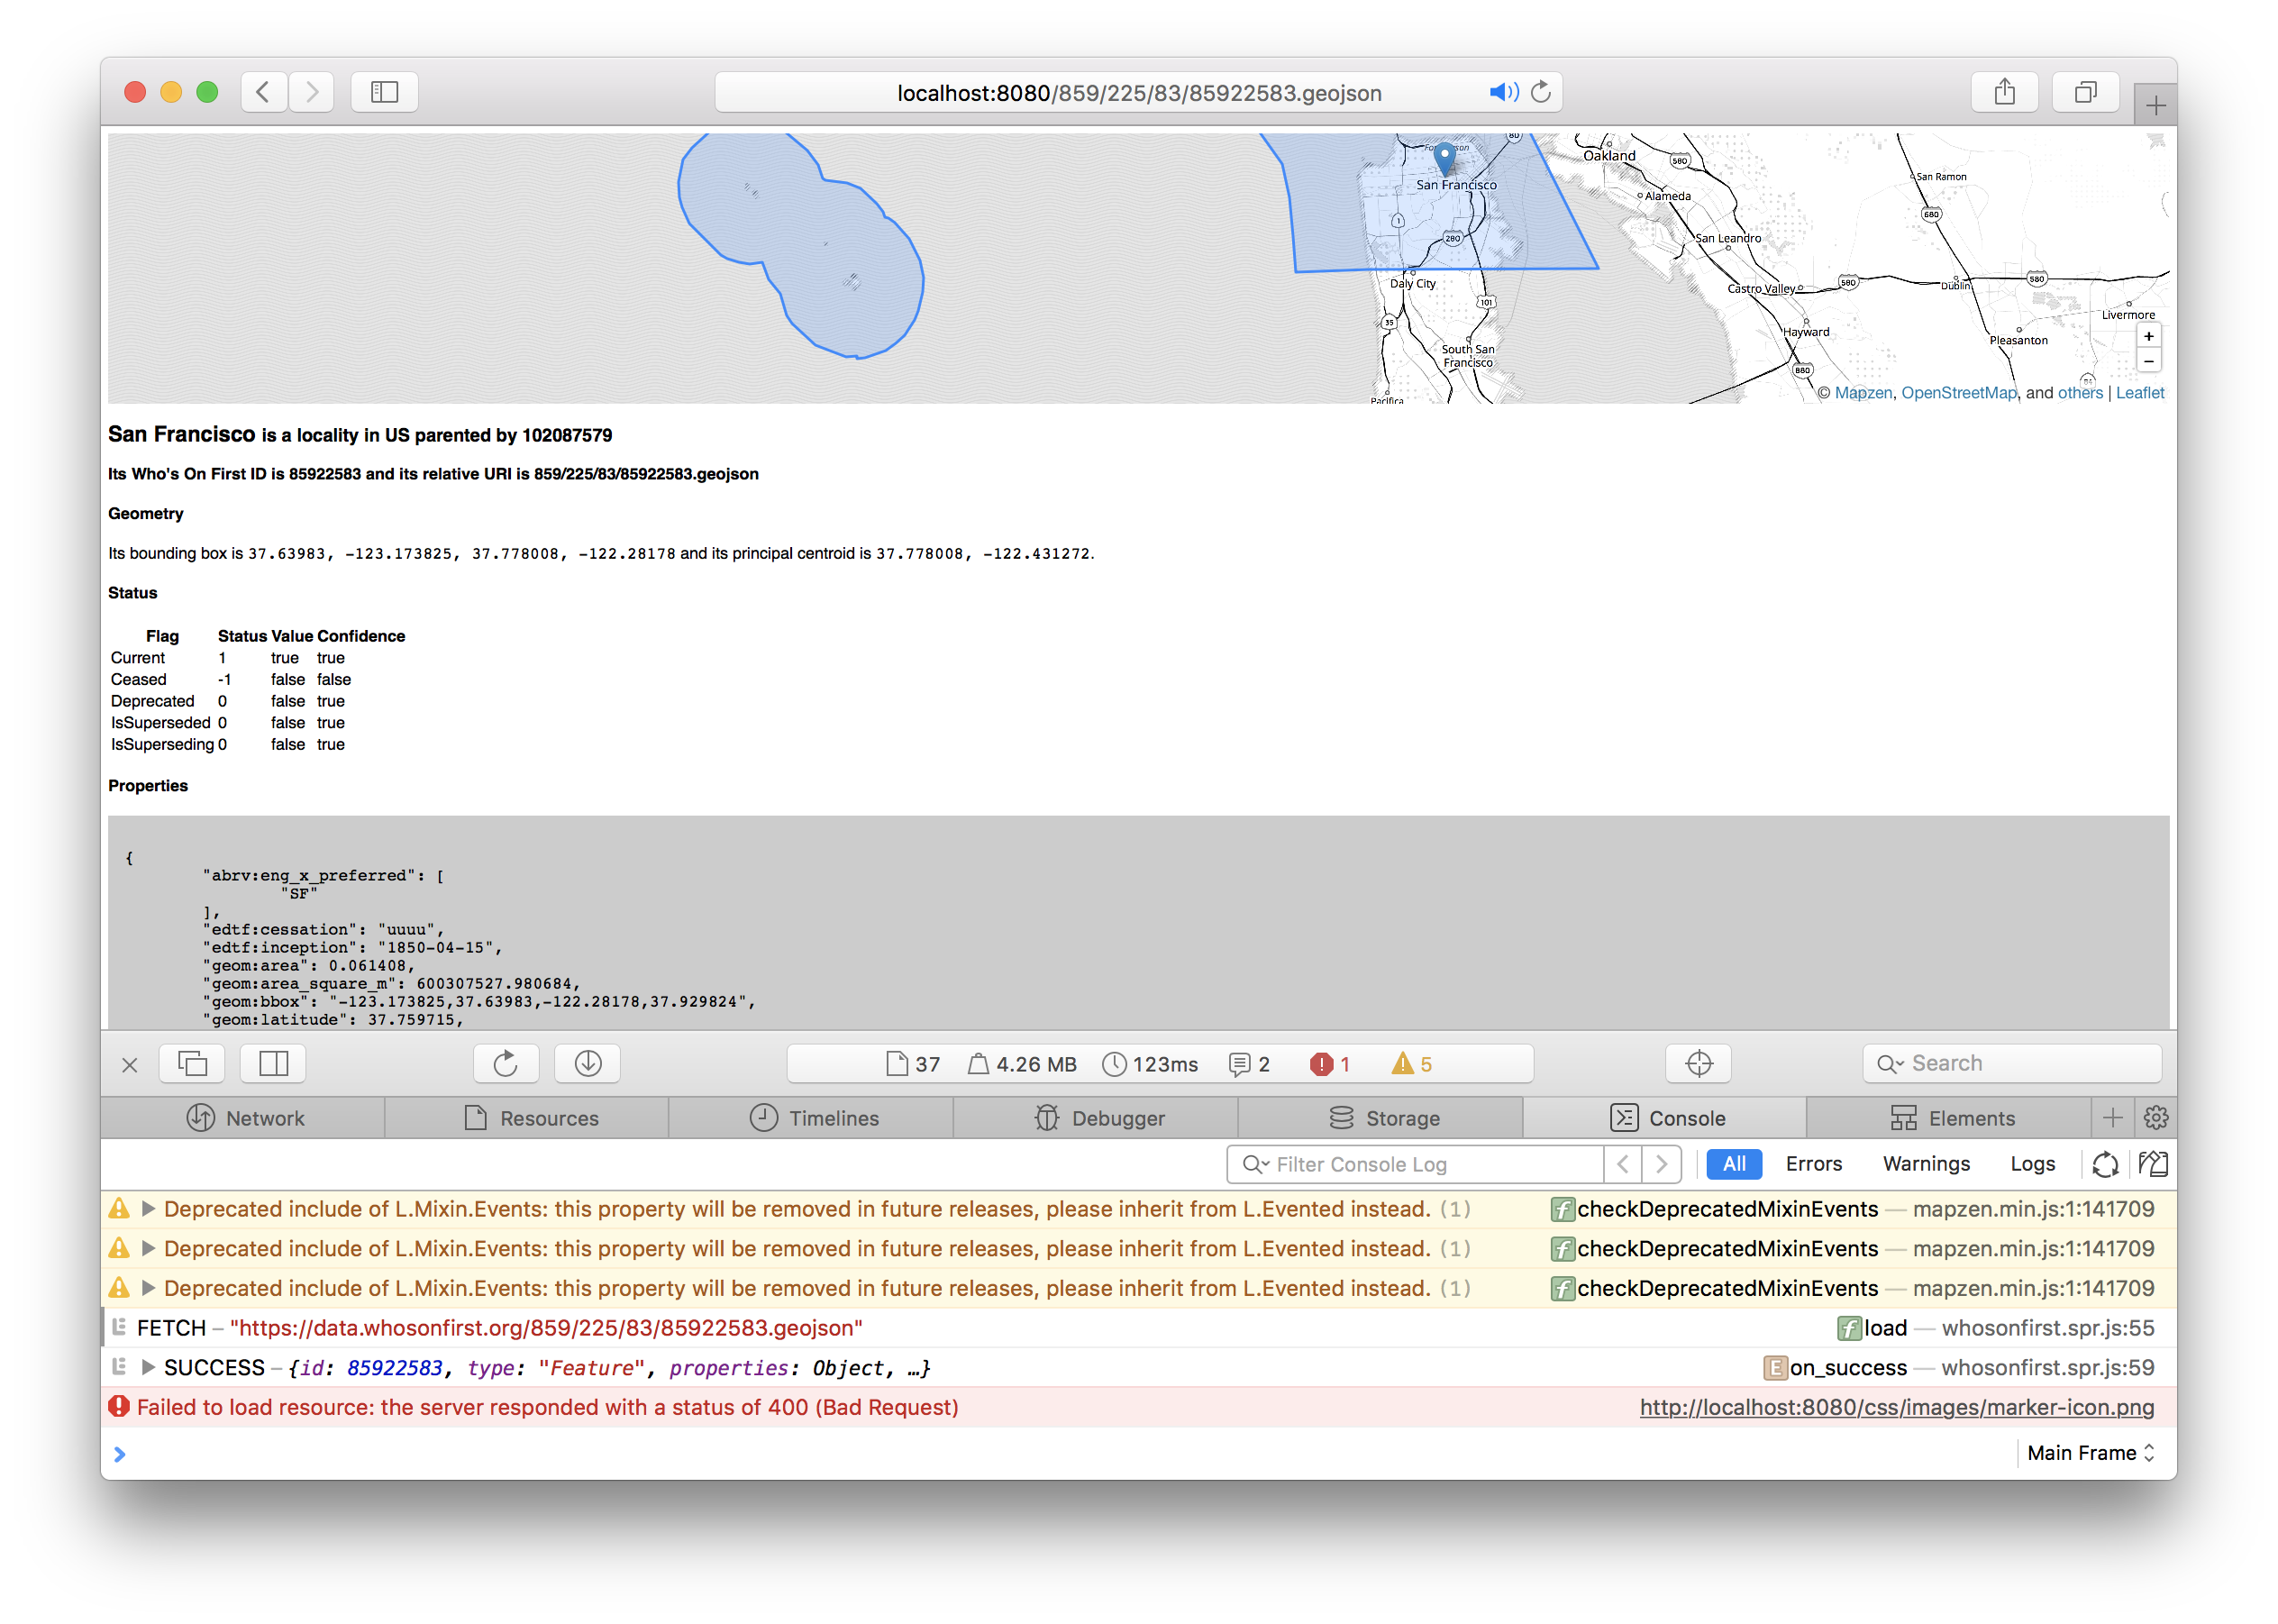 localhost:8080/859/225/83/85922583.geojson
80
Oakland
580
San Francisco
San Ramon
Alameda
680
1
San Leandro
280
Daly City
580
580
Castro Valley
Dublin
101
Livermore
35
Hayward
Pleasanton
South San
Francisco
+
−
880
84
Pacifica
© Mapzen, OpenStreetMap, and others | Leaflet
San Francisco is a locality in US parented by 102087579
Its Who's On First ID is 85922583 and its relative URI is 859/225/83/85922583.geojson
Geometry
Its bounding box is 37.63983, -123.173825, 37.778008, -122.28178 and its principal centroid is 37.778008, -122.431272.
Status
Flag Status Value Confidence
Current 1 true true
Ceased -1 false false
Deprecated 0 false true
IsSuperseded 0 false true
IsSuperseding 0 false true
Properties
{
"abrv:eng_x_preferred": [
"SF"
],
"edtf:cessation": "uuuu",
"edtf:inception": "1850-04-15",
"geom:area": 0.061408,
"geom:area_square_m": 600307527.980684,
"geom:bbox": "-123.173825,37.63983,-122.28178,37.929824",
"geom:latitude": 37.759715,
37 4.26 MB 123ms 2 1 5 Search
Network Resources Timelines Debugger Storage Console Elements
Filter Console Log All Errors Warnings Logs
Deprecated include of L.Mixin.Events: this property will be removed in future releases, please inherit from L.Evented instead. (1) f checkDeprecatedMixinEvents — mapzen.min.js:1:141709
Deprecated include of L.Mixin.Events: this property will be removed in future releases, please inherit from L.Evented instead. (1) f checkDeprecatedMixinEvents — mapzen.min.js:1:141709
Deprecated include of L.Mixin.Events: this property will be removed in future releases, please inherit from L.Evented instead. (1) f checkDeprecatedMixinEvents — mapzen.min.js:1:141709
FETCH – "https://data.whosonfirst.org/859/225/83/85922583.geojson" f load — whosonfirst.spr.js:55
SUCCESS – {id: 85922583, type: "Feature", properties: Object, …} E on_success — whosonfirst.spr.js:59
Failed to load resource: the server responded with a status of 400 (Bad Request) http://localhost:8080/css/images/marker-icon.png
Main Frame